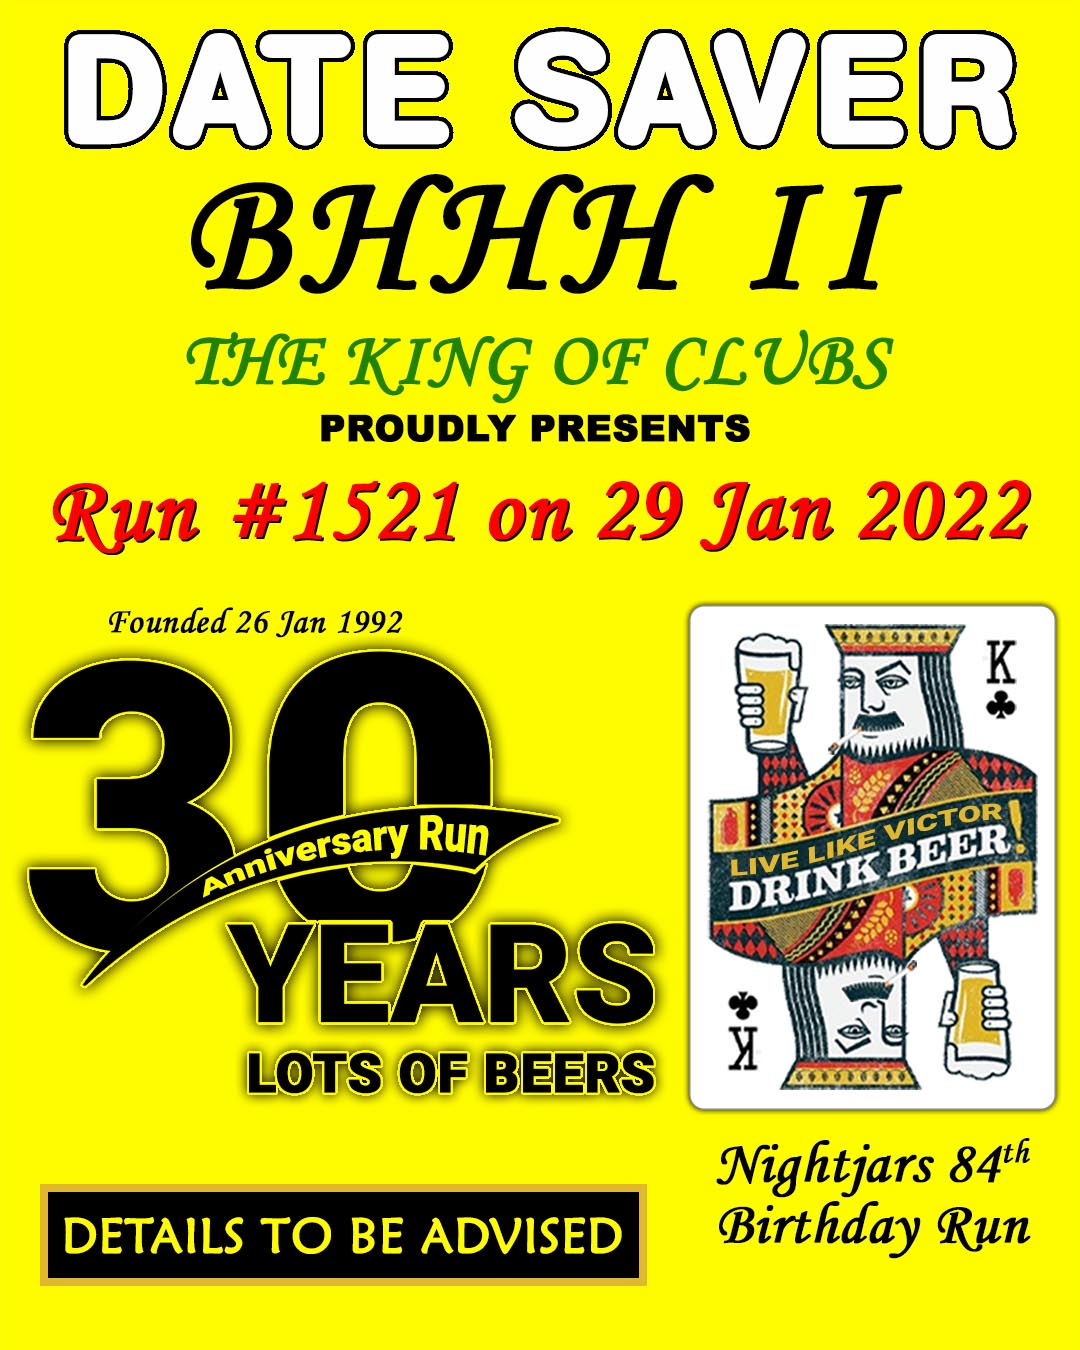 DATE SAVER
BHHH II
THE KING OF CLUBS
PROUDLY PRESENTS
Run #1521 on 29 Jan 2022
Founded 26 Jan 1992
30
Anniversary Run
YEARS
LOTS OF BEERS
K
LIVE LIKE VICTOR
DRINK BEER!
K
Nightjars 84th
Birthday Run
DETAILS TO BE ADVISED